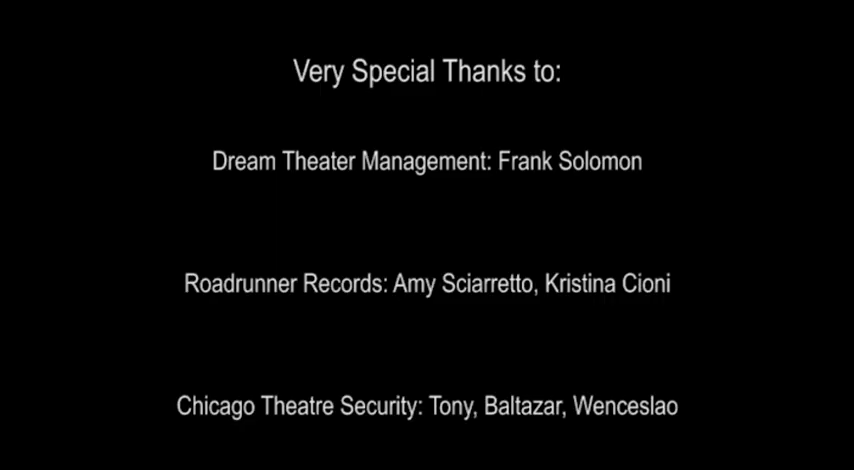 Very Special Thanks to:
Dream Theater Management: Frank Solomon
Roadrunner Records: Amy Sciarretto, Kristina Cioni
Chicago Theatre Security: Tony, Baltazar, Wenceslao